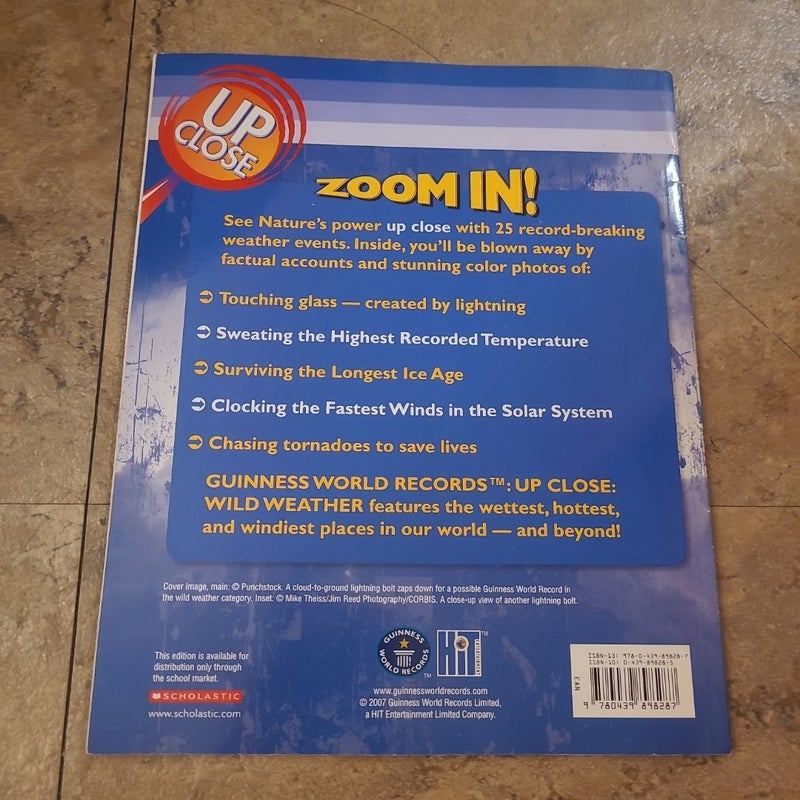 UP
CLOSE
ZOOM IN!
See Nature's power up close with 25 record-breaking
weather events. Inside, you'll be blown away by
factual accounts and stunning color photos of:
➲ Touching glass — created by lightning
➲ Sweating the Highest Recorded Temperature
➲ Surviving the Longest Ice Age
➲ Clocking the Fastest Winds in the Solar System
➲ Chasing tornadoes to save lives
GUINNESS WORLD RECORDS™: UP CLOSE:
WILD WEATHER features the wettest, hottest,
and windiest places in our world — and beyond!
Cover image, main: © Punchstock. A cloud-to-ground lightning bolt zaps down for a possible Guinness World Record in
the wild weather category. Inset: © Mike Theiss/Jim Reed Photography/CORBIS. A close-up view of another lightning bolt.
This edition is available for
distribution only through
the school market.
SCHOLASTIC
www.scholastic.com
GUINNESS
WORLD RECORDS
TM
HiT
ENTERTAINMENT
TM
www.guinnessworldrecords.com
© 2007 Guinness World Records Limited,
a HIT Entertainment Limited Company.
ISBN-13: 978-0-439-89828-7
ISBN-10: 0-439-89828-5
EAN
9 780439 898287